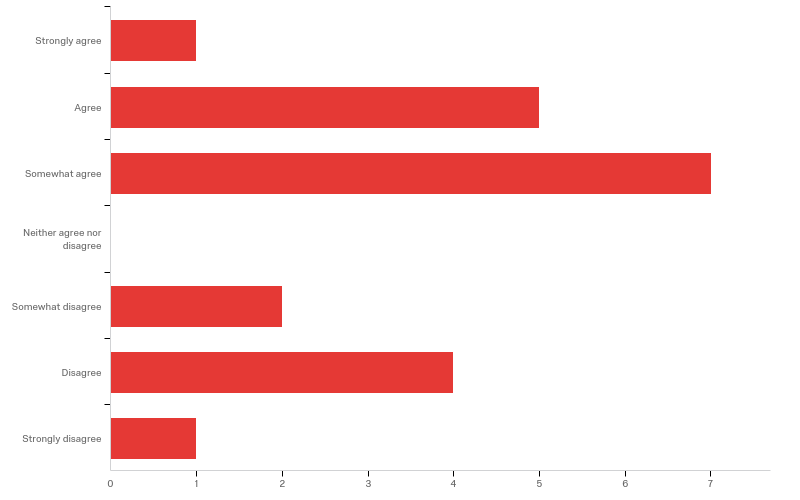 Strongly agree
Agree
Somewhat agree
Neither agree nor
disagree
Somewhat disagree
Disagree
Strongly disagree
0 1 2 3 4 5 6 7